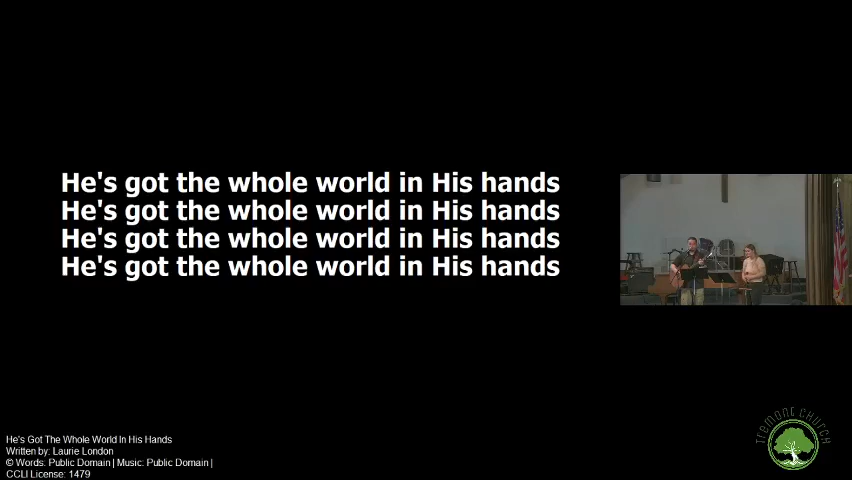 He's got the whole world in His hands
He's got the whole world in His hands
He's got the whole world in His hands
He's got the whole world in His hands
He's Got The Whole World In His Hands
Written by: Laurie London
© Words: Public Domain | Music: Public Domain |
CCLI License: 1479
TREMONT CHURCH